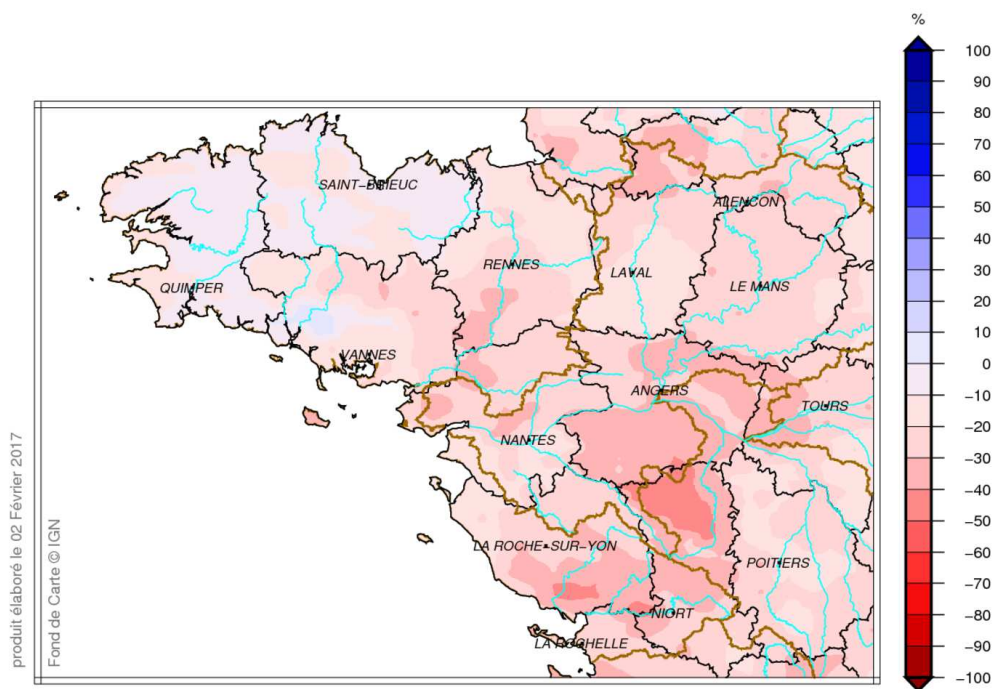 %
100
90
80
70
60
50
40
30
20
10
0
−10
−20
−30
−40
−50
−60
−70
−80
−90
−100
SAINT−BRIEUC
ALENCON
RENNES
LAVAL
QUIMPER
LE MANS
VANNES
ANGERS
TOURS
NANTES
LA ROCHE−SUR−YON
POITIERS
NIORT
LA ROCHELLE
produit élaboré le 02 Février 2017
Fond de Carte © IGN